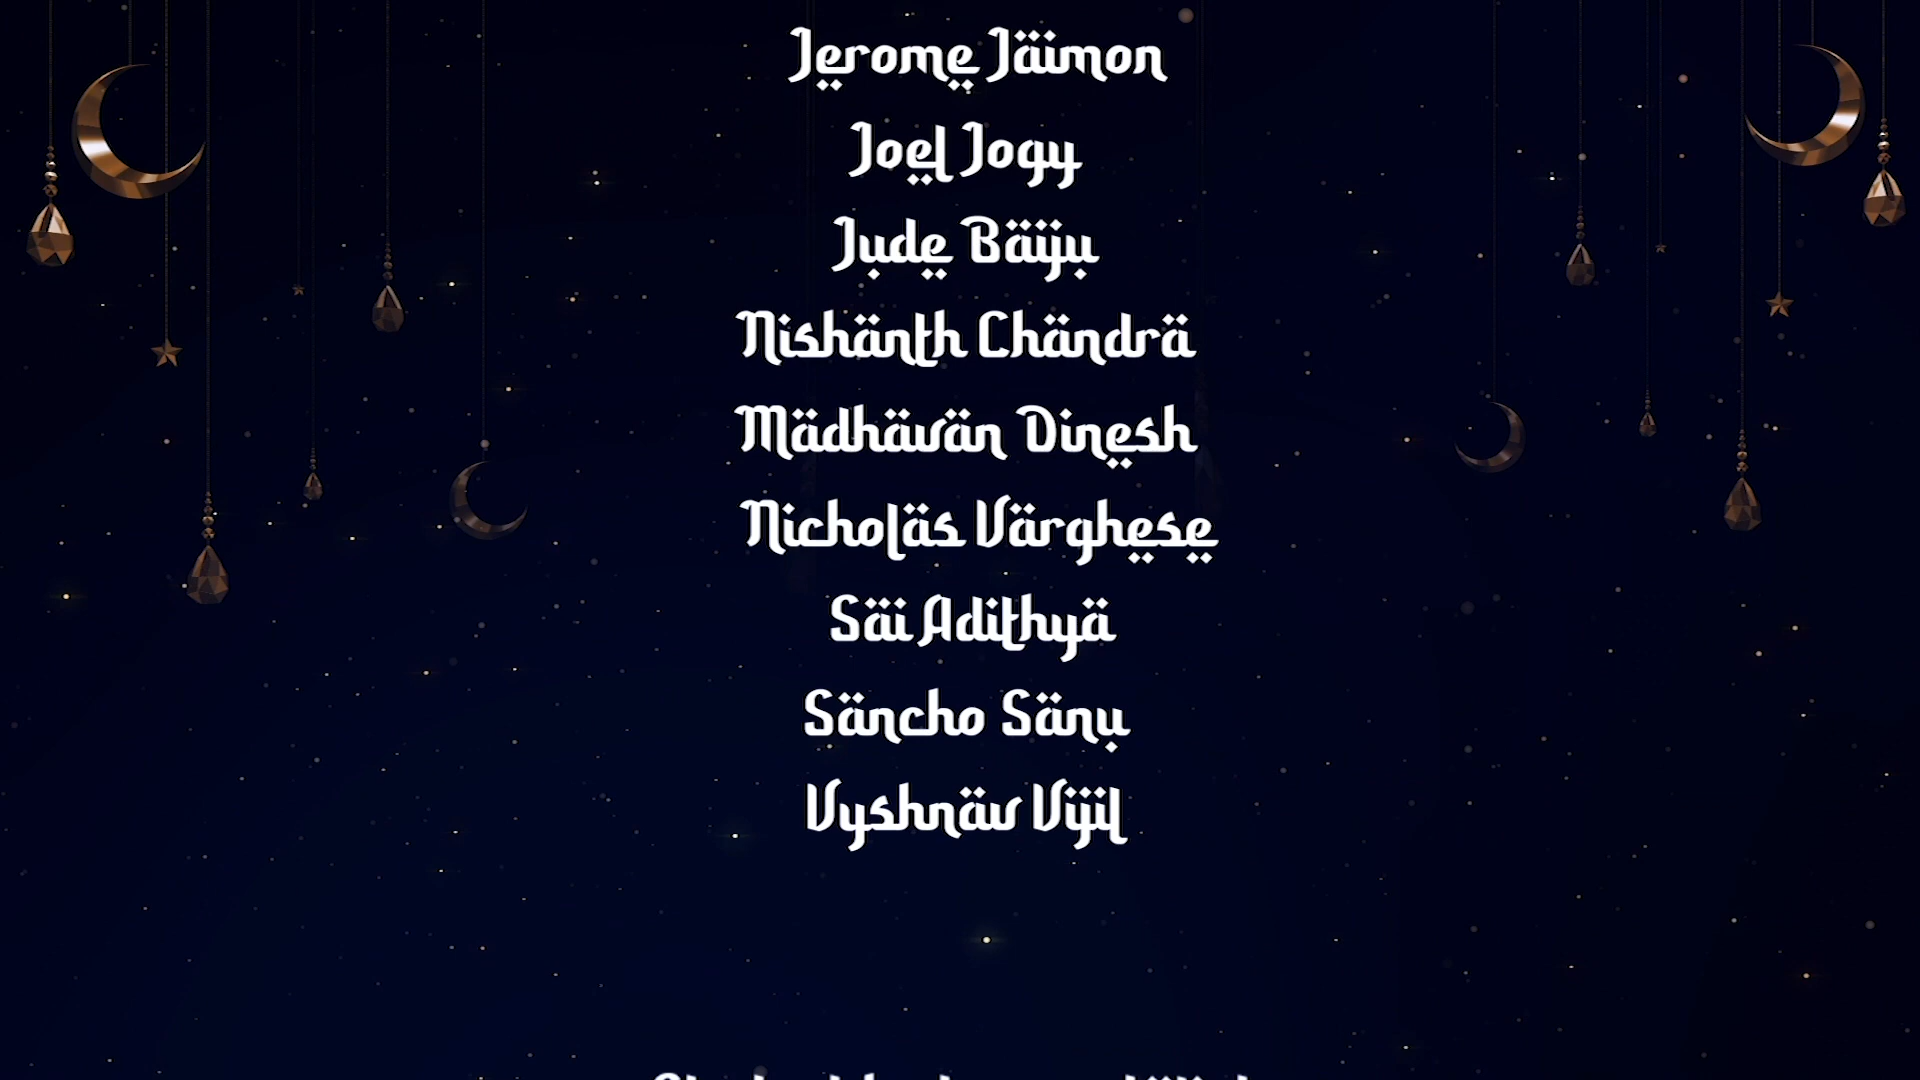 Jerome Jaimon
Joel Jogy
Jude Baiju
Nishanth Chandra
Madhavan Dinesh
Nicholas Varghese
Sai Adithya
Sancho Sanu
Vyshnav Vijil